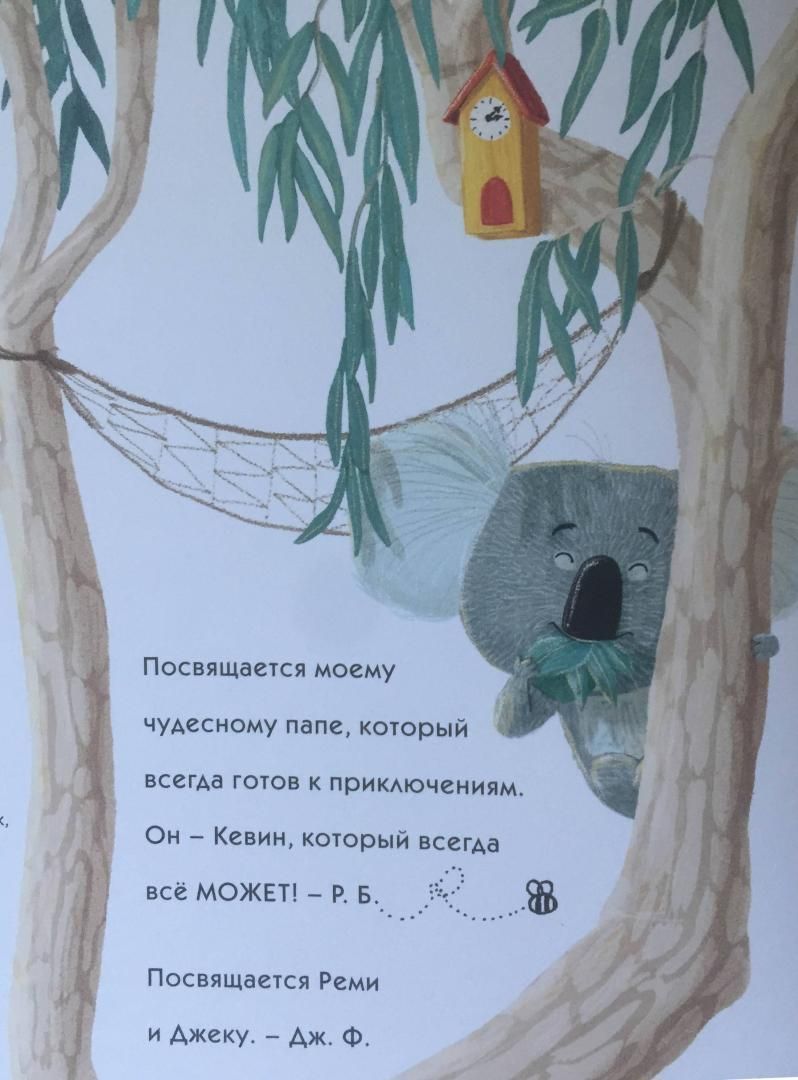 Посвящается моему
чудесному папе, который
всегда готов к приключениям.
Он – Кевин, который всегда
всё МОЖЕТ! – Р. Б.
Посвящается Реми
и Джеку. – Дж. Ф.